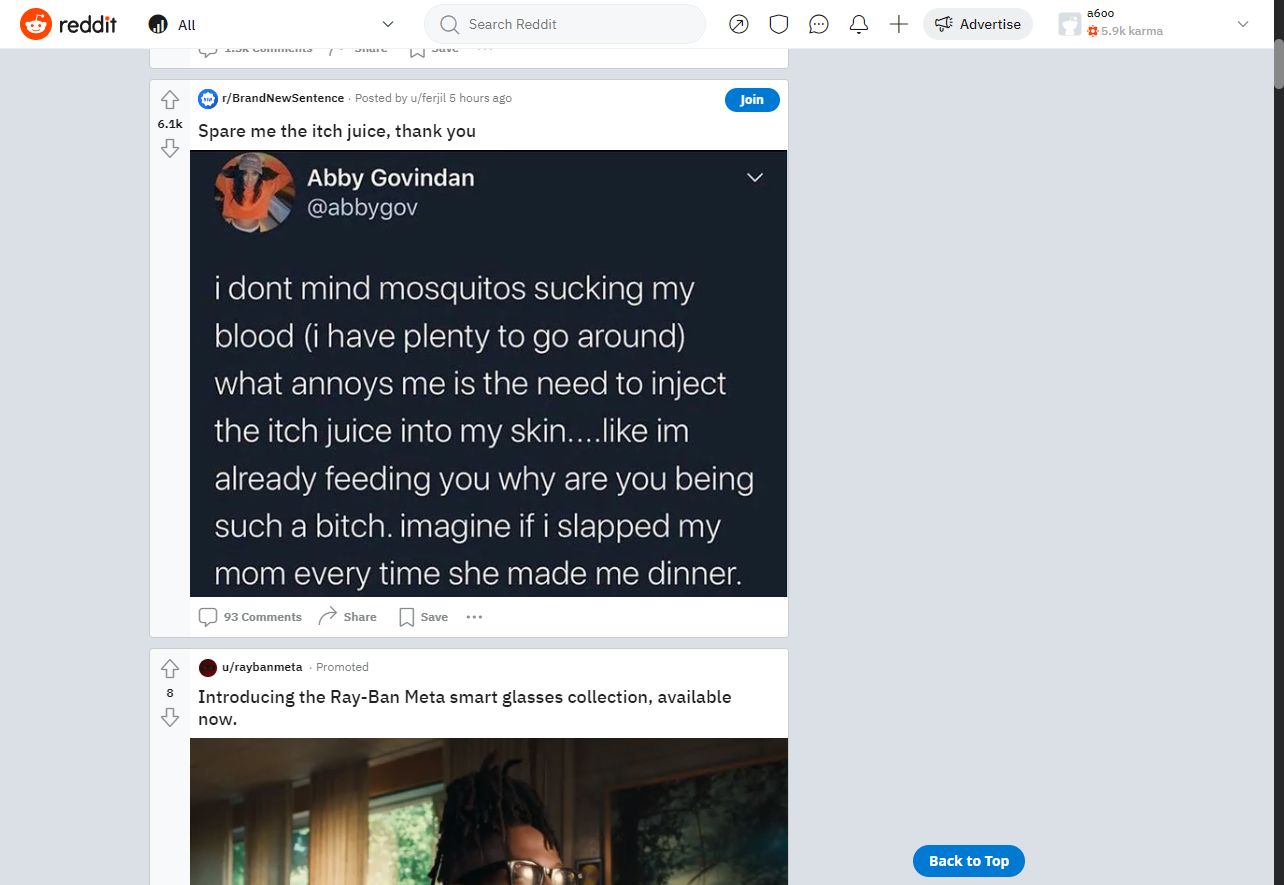 reddit
All
Search Reddit
Advertise
a6oo
5.9k karma
1.3k Comments
Share
Save
6.1k
r/BrandNewSentence · Posted by u/ferjil 5 hours ago
Join
Spare me the itch juice, thank you
Abby Govindan
@abbygov
i dont mind mosquitos sucking my
blood (i have plenty to go around)
what annoys me is the need to inject
the itch juice into my skin....like im
already feeding you why are you being
such a bitch. imagine if i slapped my
mom every time she made me dinner.
93 Comments
Share
Save
8
u/raybanmeta · Promoted
Introducing the Ray-Ban Meta smart glasses collection, available
now.
Back to Top